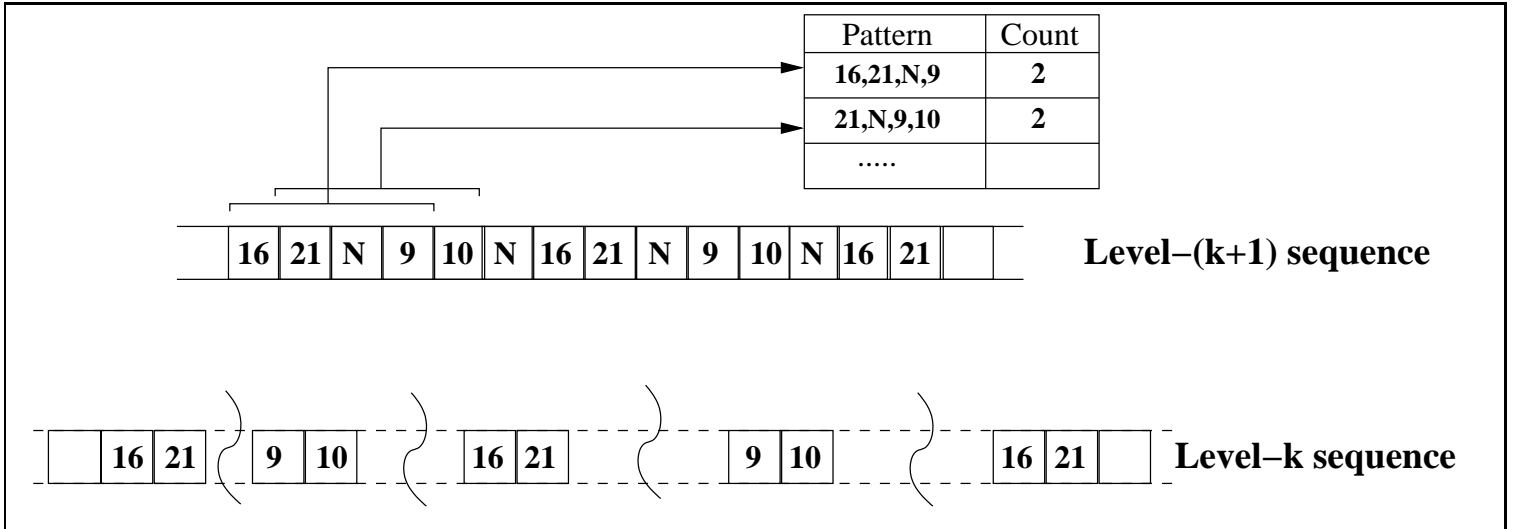 Pattern Count
16,21,N,9 2
21,N,9,10 2
.....
16 21 N 9 10 N 16 21 N 9 10 N 16 21 Level−(k+1) sequence
16 21 9 10 16 21 9 10 16 21 Level−k sequence